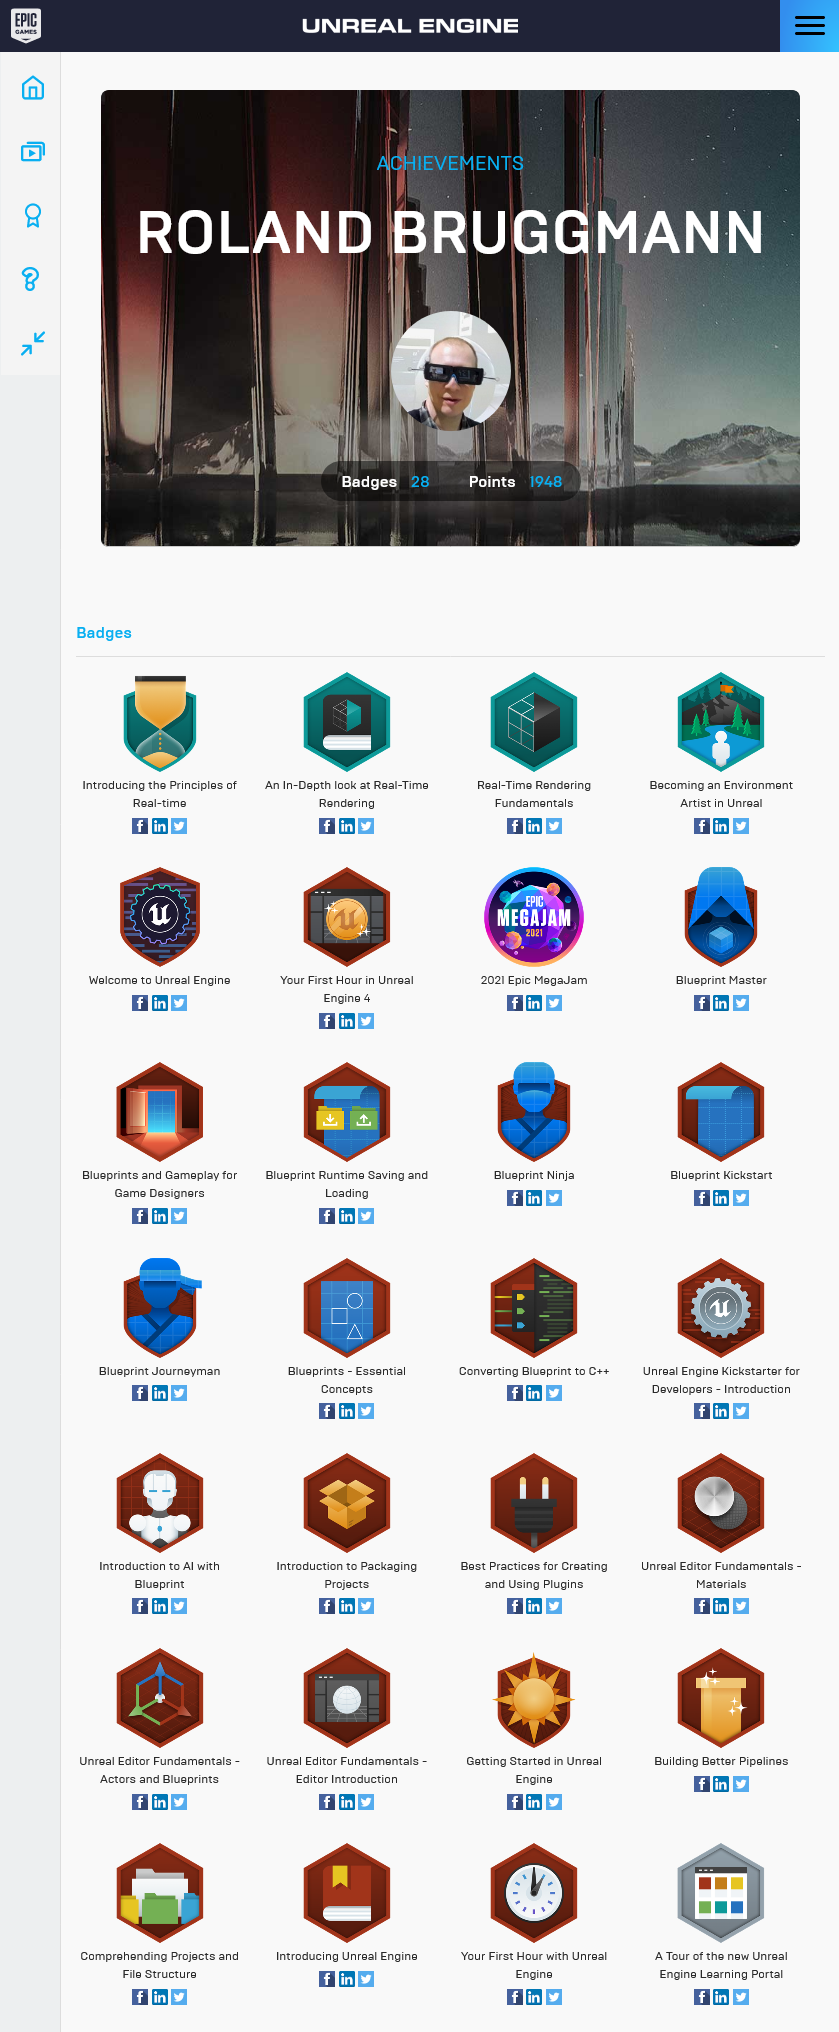 EPIC
GAMES
UNREAL ENGINE
ACHIEVEMENTS
ROLAND BRUGGMANN
Badges 28 Points 1948
Badges
Introducing the Principles of
Real-time
An In-Depth look at Real-Time
Rendering
Real-Time Rendering
Fundamentals
Becoming an Environment
Artist in Unreal
Welcome to Unreal Engine
Your First Hour in Unreal
Engine 4
EPIC
MEGAJAM
2021
2021 Epic MegaJam
Blueprint Master
Blueprints and Gameplay for
Game Designers
Blueprint Runtime Saving and
Loading
Blueprint Ninja
Blueprint Kickstart
Blueprint Journeyman
Blueprints - Essential
Concepts
Converting Blueprint to C++
Unreal Engine Kickstarter for
Developers - Introduction
Introduction to AI with
Blueprint
Introduction to Packaging
Projects
Best Practices for Creating
and Using Plugins
Unreal Editor Fundamentals -
Materials
Unreal Editor Fundamentals -
Actors and Blueprints
Unreal Editor Fundamentals -
Editor Introduction
Getting Started in Unreal
Engine
Building Better Pipelines
Comprehending Projects and
File Structure
Introducing Unreal Engine
Your First Hour with Unreal
Engine
A Tour of the new Unreal
Engine Learning Portal